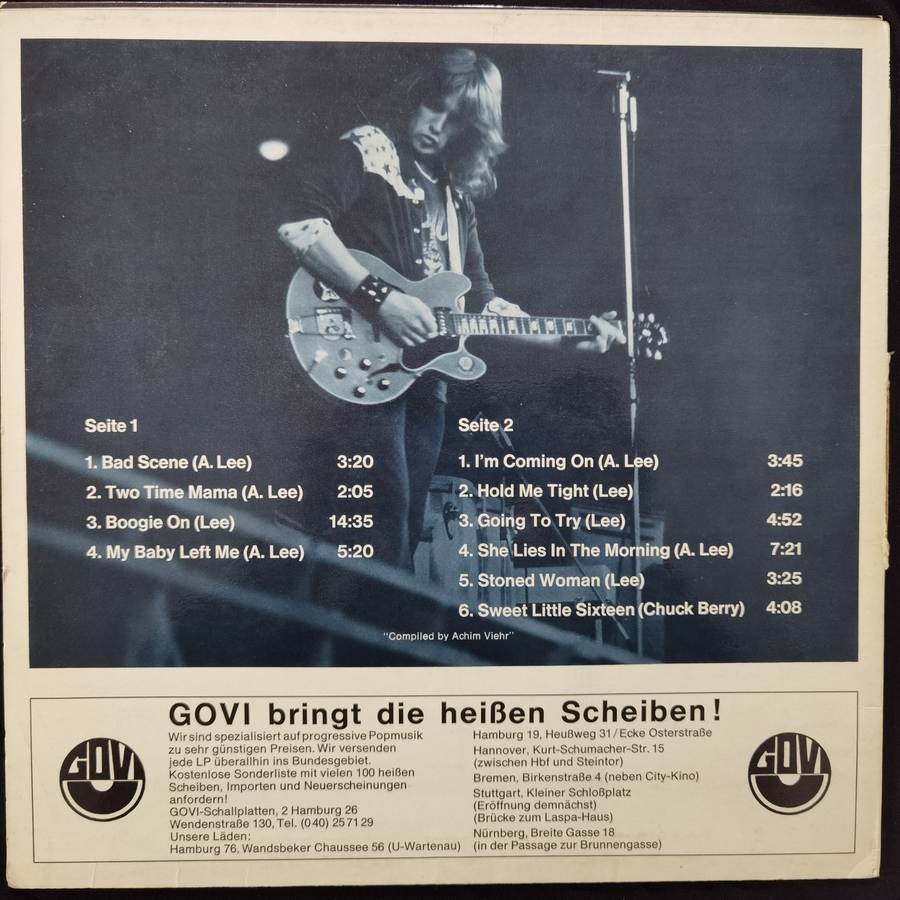 Seite 1
1. Bad Scene (A. Lee) 3:20
2. Two Time Mama (A. Lee) 2:05
3. Boogie On (Lee) 14:35
4. My Baby Left Me (A. Lee) 5:20
Seite 2
1. I'm Coming On (A. Lee) 3:45
2. Hold Me Tight (Lee) 2:16
3. Going To Try (Lee) 4:52
4. She Lies In The Morning (A. Lee) 7:21
5. Stoned Woman (Lee) 3:25
6. Sweet Little Sixteen (Chuck Berry) 4:08
"Compiled by Achim Viehr"
GOVI bringt die heißen Scheiben!
GOVI
Wir sind spezialisiert auf progressive Popmusik
zu sehr günstigen Preisen. Wir versenden
jede LP überallhin ins Bundesgebiet.
Kostenlose Sonderliste mit vielen 100 heißen
Scheiben, Importen und Neuerscheinungen
anfordern!
GOVI-Schallplatten, 2 Hamburg 26
Wendenstraße 130, Tel. (0 40) 25 71 29
Unsere Läden:
Hamburg 76, Wandsbeker Chaussee 56 (U-Wartenau)
Hamburg 19, Heußweg 31 / Ecke Osterstraße
Hannover, Kurt-Schumacher-Str. 15
(zwischen Hbf und Steintor)
Bremen, Birkenstraße 4 (neben City-Kino)
Stuttgart, Kleiner Schloßplatz
(Eröffnung demnächst)
(Brücke zum Laspa-Haus)
Nürnberg, Breite Gasse 18
(in der Passage zur Brunnengasse)
GOVI